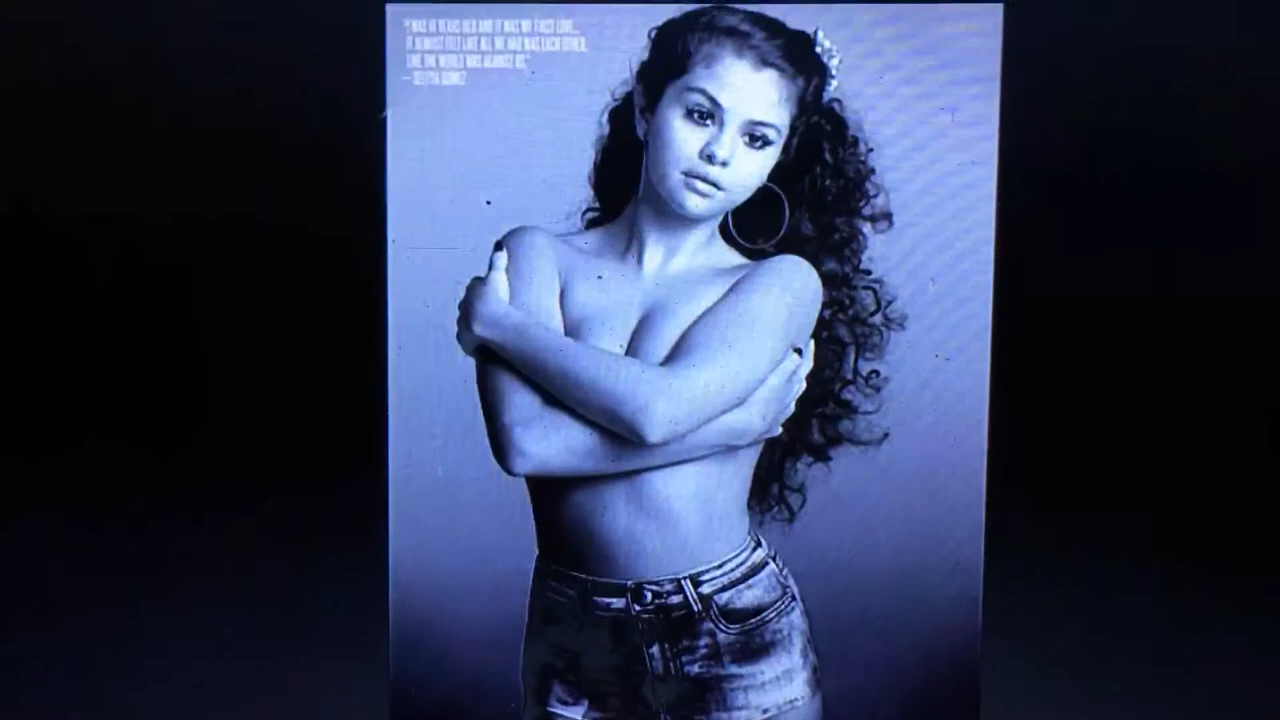 "I WAS 18 YEARS OLD AND IT WAS MY FIRST LOVE...
IT ALMOST FELT LIKE ALL WE HAD WAS EACH OTHER,
LIKE THE WORLD WAS AGAINST US."
— SELENA GOMEZ